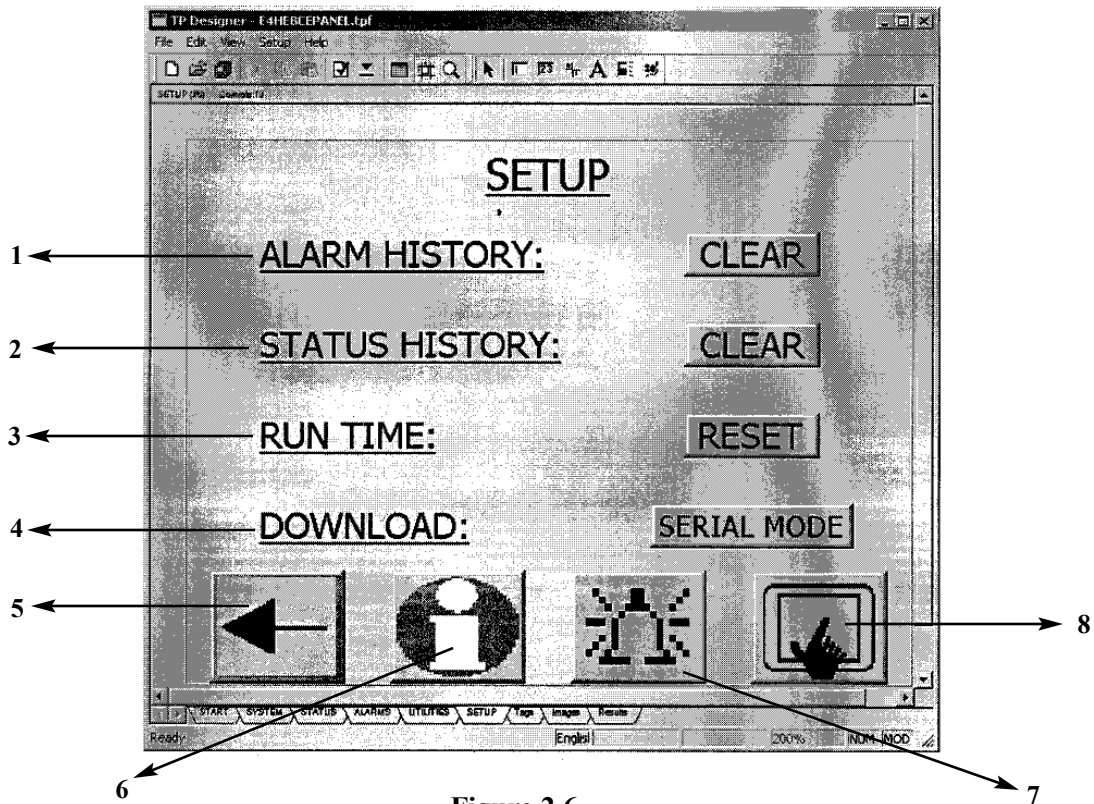 TP Designer - E4HEBCEPANEL.tpf
File Edit View Setup Help
SETUP
1 ALARM HISTORY: CLEAR
2 STATUS HISTORY: CLEAR
3 RUN TIME: RESET
4 DOWNLOAD: SERIAL MODE
5
8
START SYSTEM STATUS ALARMS UTILITIES SETUP Tags Images Results
Ready English 200% NUM MOD
6
7
Figure 2.6